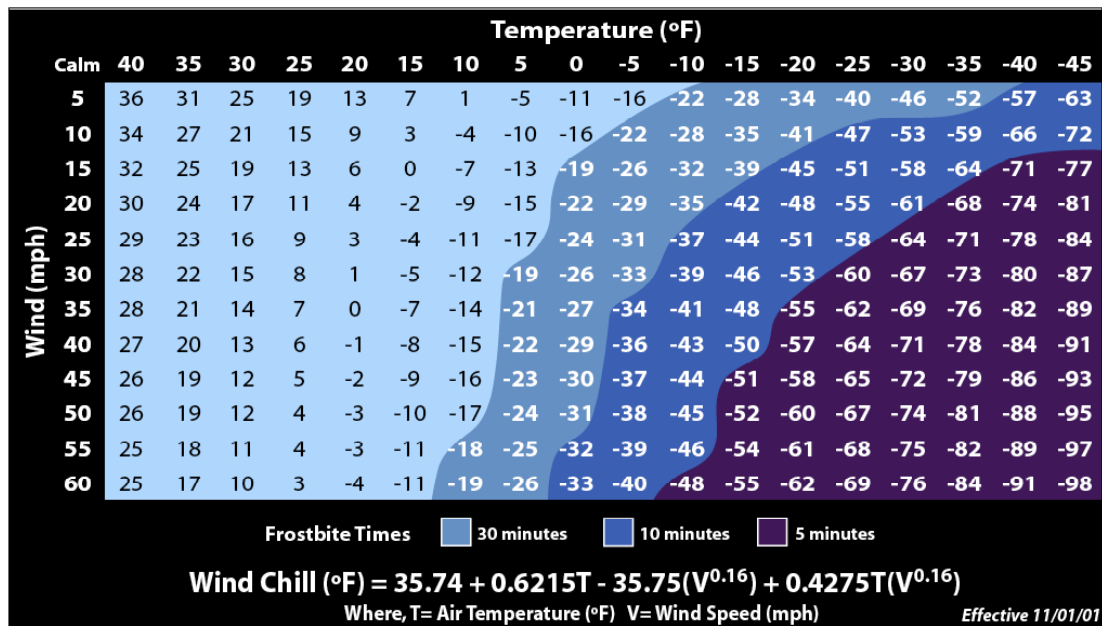 Temperature (ºF)
Calm 40 35 30 25 20 15 10 5 0 -5 -10 -15 -20 -25 -30 -35 -40 -45
5 36 31 25 19 13 7 1 -5 -11 -16 -22 -28 -34 -40 -46 -52 -57 -63
10 34 27 21 15 9 3 -4 -10 -16 -22 -28 -35 -41 -47 -53 -59 -66 -72
15 32 25 19 13 6 0 -7 -13 -19 -26 -32 -39 -45 -51 -58 -64 -71 -77
20 30 24 17 11 4 -2 -9 -15 -22 -29 -35 -42 -48 -55 -61 -68 -74 -81
25 29 23 16 9 3 -4 -11 -17 -24 -31 -37 -44 -51 -58 -64 -71 -78 -84
30 28 22 15 8 1 -5 -12 -19 -26 -33 -39 -46 -53 -60 -67 -73 -80 -87
35 28 21 14 7 0 -7 -14 -21 -27 -34 -41 -48 -55 -62 -69 -76 -82 -89
40 27 20 13 6 -1 -8 -15 -22 -29 -36 -43 -50 -57 -64 -71 -78 -84 -91
45 26 19 12 5 -2 -9 -16 -23 -30 -37 -44 -51 -58 -65 -72 -79 -86 -93
50 26 19 12 4 -3 -10 -17 -24 -31 -38 -45 -52 -60 -67 -74 -81 -88 -95
55 25 18 11 4 -3 -11 -18 -25 -32 -39 -46 -54 -61 -68 -75 -82 -89 -97
60 25 17 10 3 -4 -11 -19 -26 -33 -40 -48 -55 -62 -69 -76 -84 -91 -98
Wind (mph)
Frostbite Times 30 minutes 10 minutes 5 minutes
Wind Chill (ºF) = 35.74 + 0.6215T - 35.75(V^0.16) + 0.4275T(V^0.16)
Where, T= Air Temperature (ºF) V= Wind Speed (mph) Effective 11/01/01